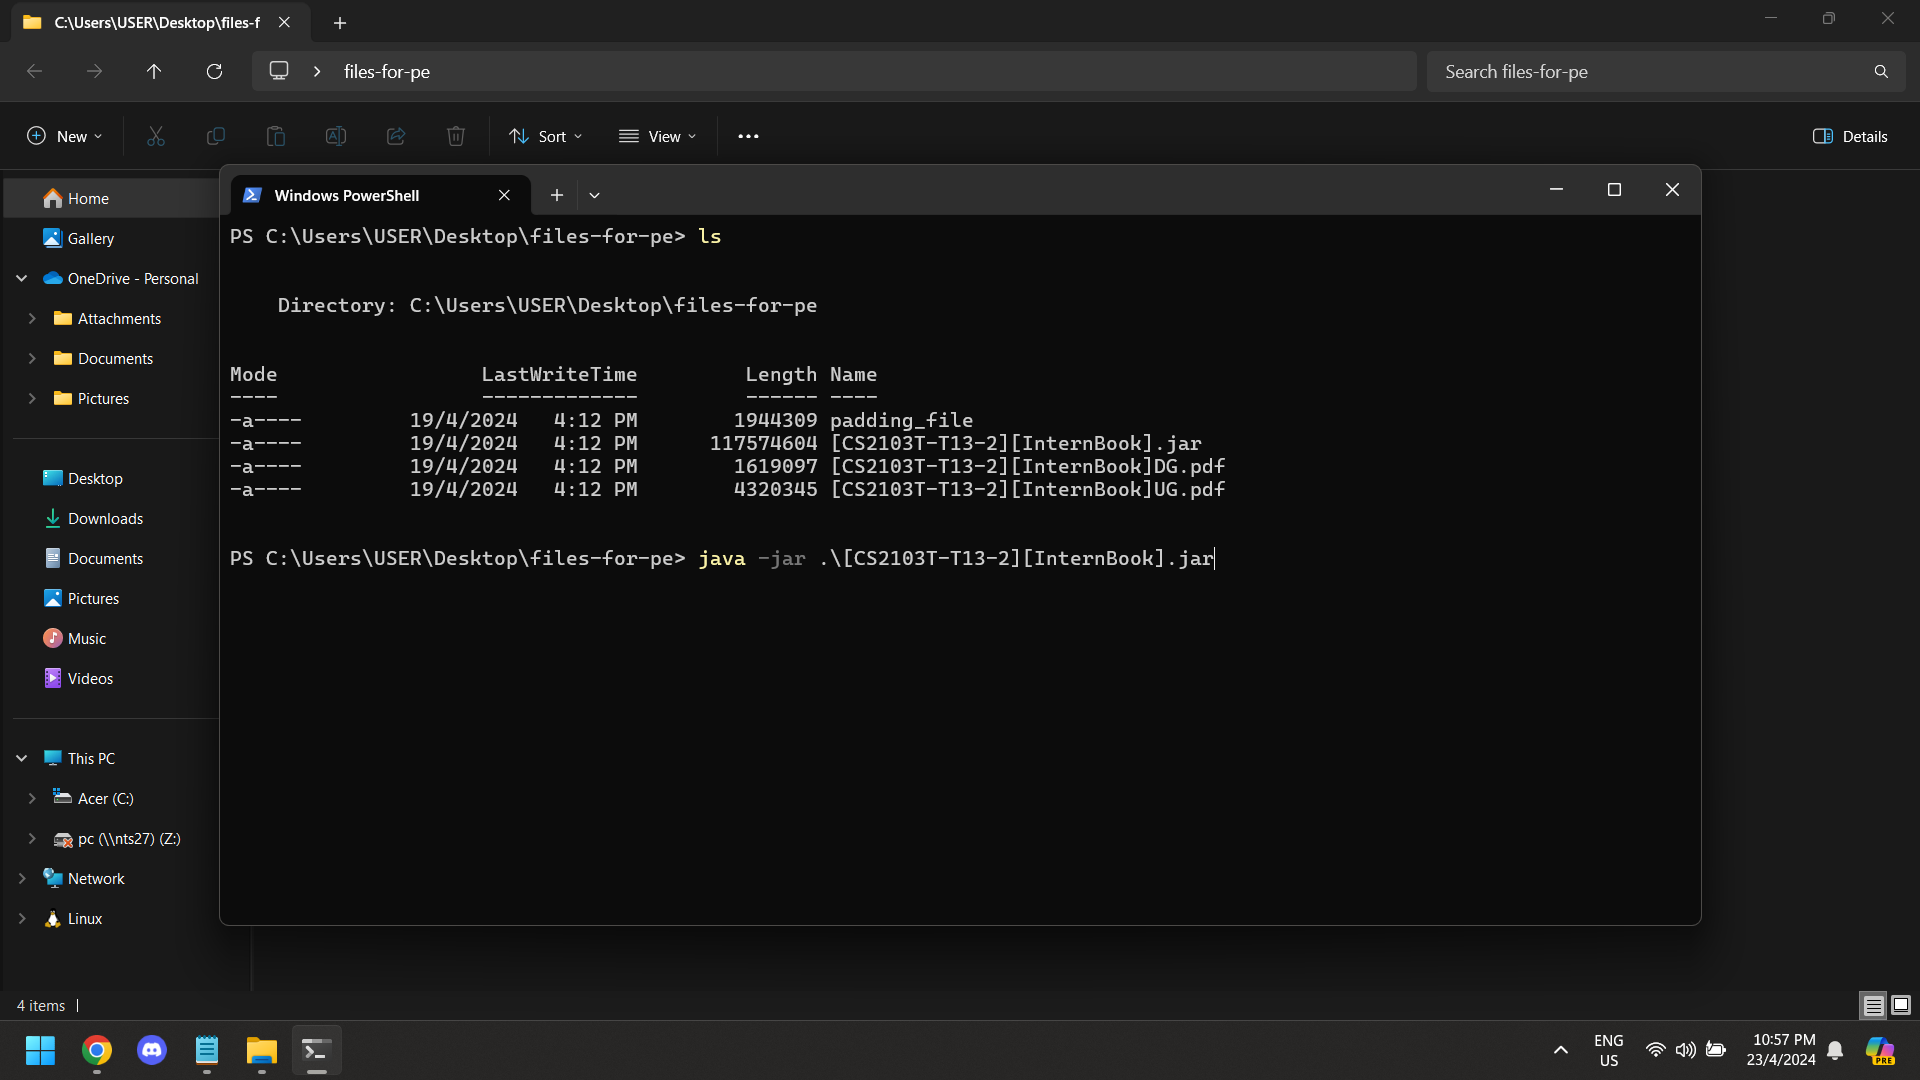 C:\Users\USER\Desktop\files-f
files-for-pe
Search files-for-pe
New
Sort
View
Details
Home
Gallery
OneDrive - Personal
Attachments
Documents
Pictures
Desktop
Downloads
Documents
Pictures
Music
Videos
This PC
Acer (C:)
pc (\\nts27) (Z:)
Network
Linux
Windows PowerShell
PS C:\Users\USER\Desktop\files-for-pe> ls
Directory: C:\Users\USER\Desktop\files-for-pe
Mode LastWriteTime Length Name
---- ------------- ------ ----
-a---- 19/4/2024 4:12 PM 1944309 padding_file
-a---- 19/4/2024 4:12 PM 117574604 [CS2103T-T13-2][InternBook].jar
-a---- 19/4/2024 4:12 PM 1619097 [CS2103T-T13-2][InternBook]DG.pdf
-a---- 19/4/2024 4:12 PM 4320345 [CS2103T-T13-2][InternBook]UG.pdf
PS C:\Users\USER\Desktop\files-for-pe> java -jar .\[CS2103T-T13-2][InternBook].jar
4 items
ENG
US
10:57 PM
23/4/2024
PRE